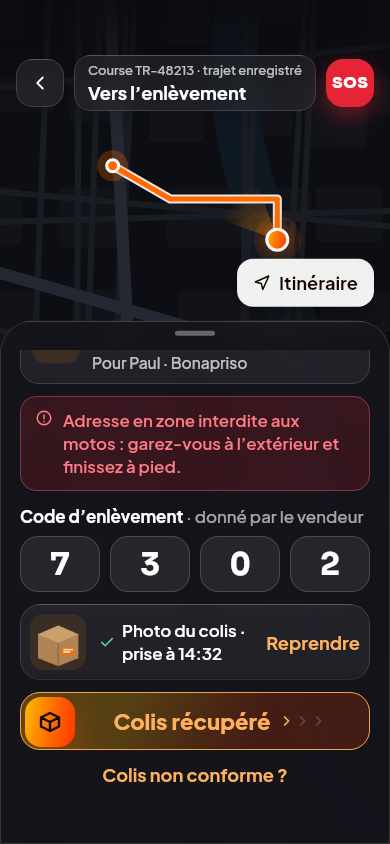 Course TR-48213 · trajet enregistré
Vers l’enlèvement
SOS
Itinéraire
Pour Paul · Bonapriso
Adresse en zone interdite aux
motos : garez-vous à l’extérieur et
finissez à pied.
Code d’enlèvement · donné par le vendeur
7 3 0 2
Photo du colis ·
prise à 14:32
Reprendre
Colis récupéré
Colis non conforme ?